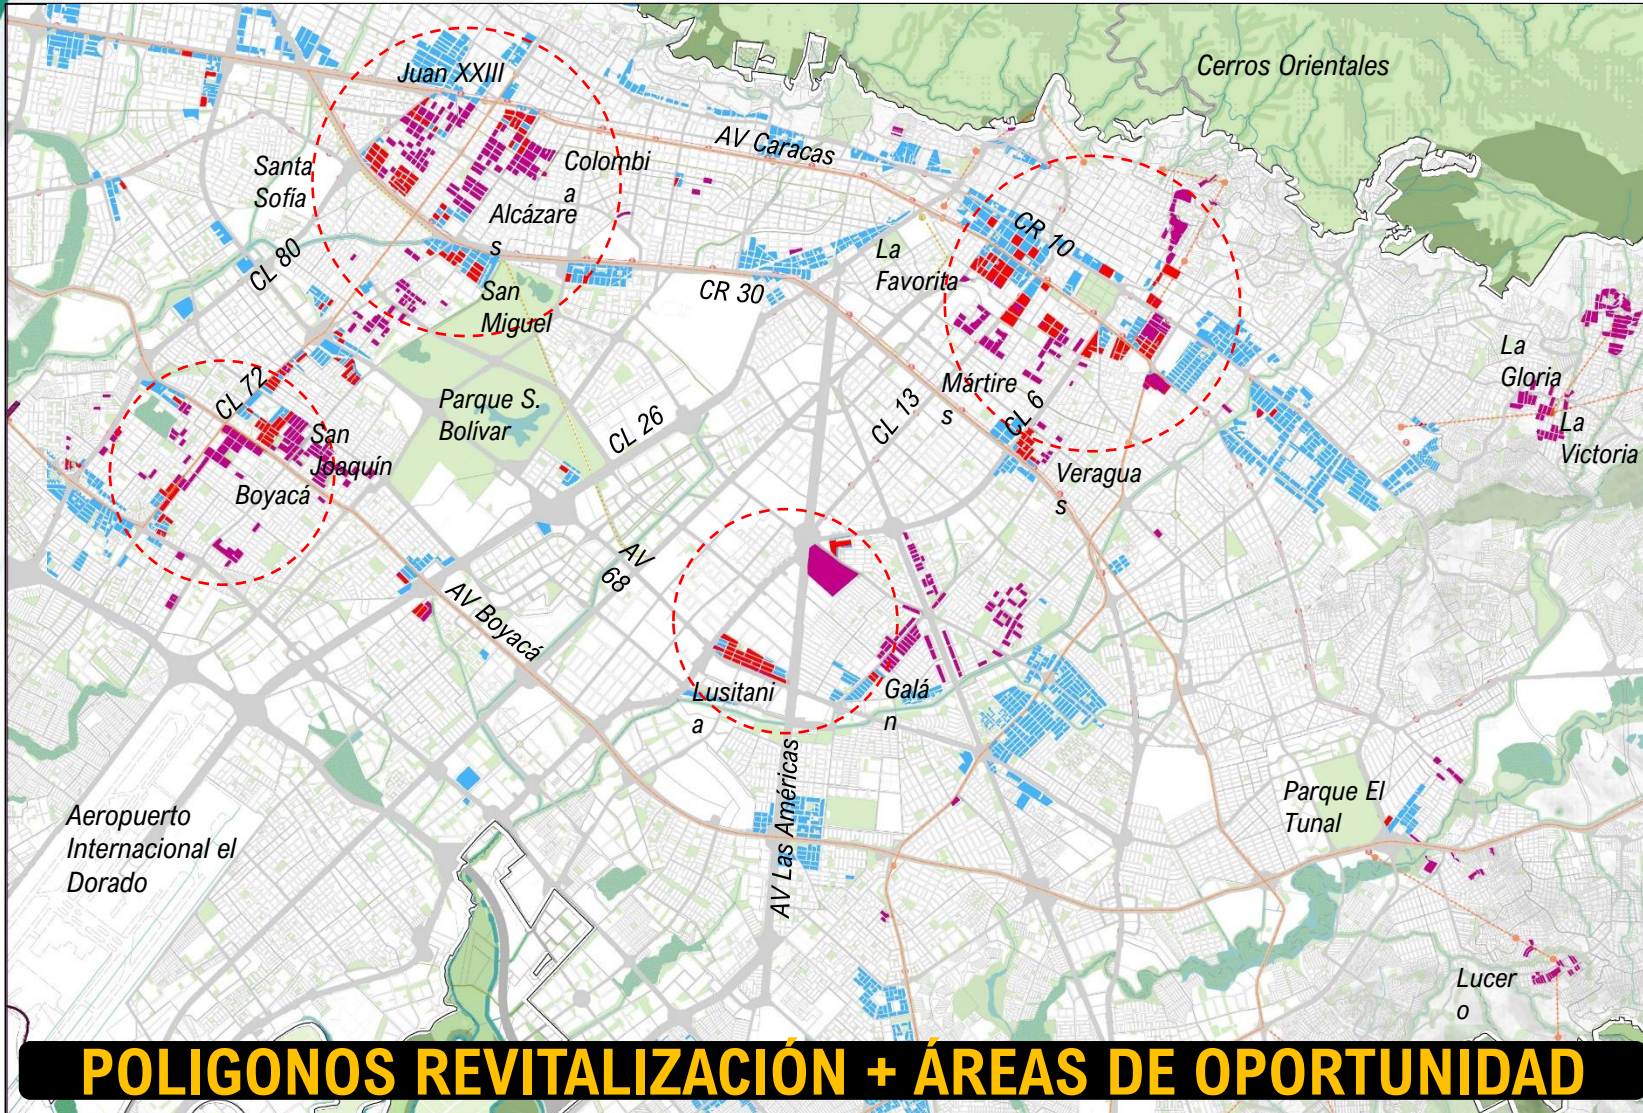 Cerros Orientales
Juan XXIII
AV Caracas
Santa
Sofía
Colombi
a
Alcázare
s
CR 10
CL 80
La
Favorita
CR 30
San
Miguel
La
Gloria
La
Victoria
Mártire
s
CL 72
Parque S.
Bolívar
CL 26
CL 13
CL 6
San
Joaquín
Boyacá
Veragua
s
AV
68
AV Boyacá
Lusitani
a
Galá
n
AV Las Américas
Parque El
Tunal
Aeropuerto
Internacional el
Dorado
Lucer
o
POLIGONOS REVITALIZACIÓN + ÁREAS DE OPORTUNIDAD